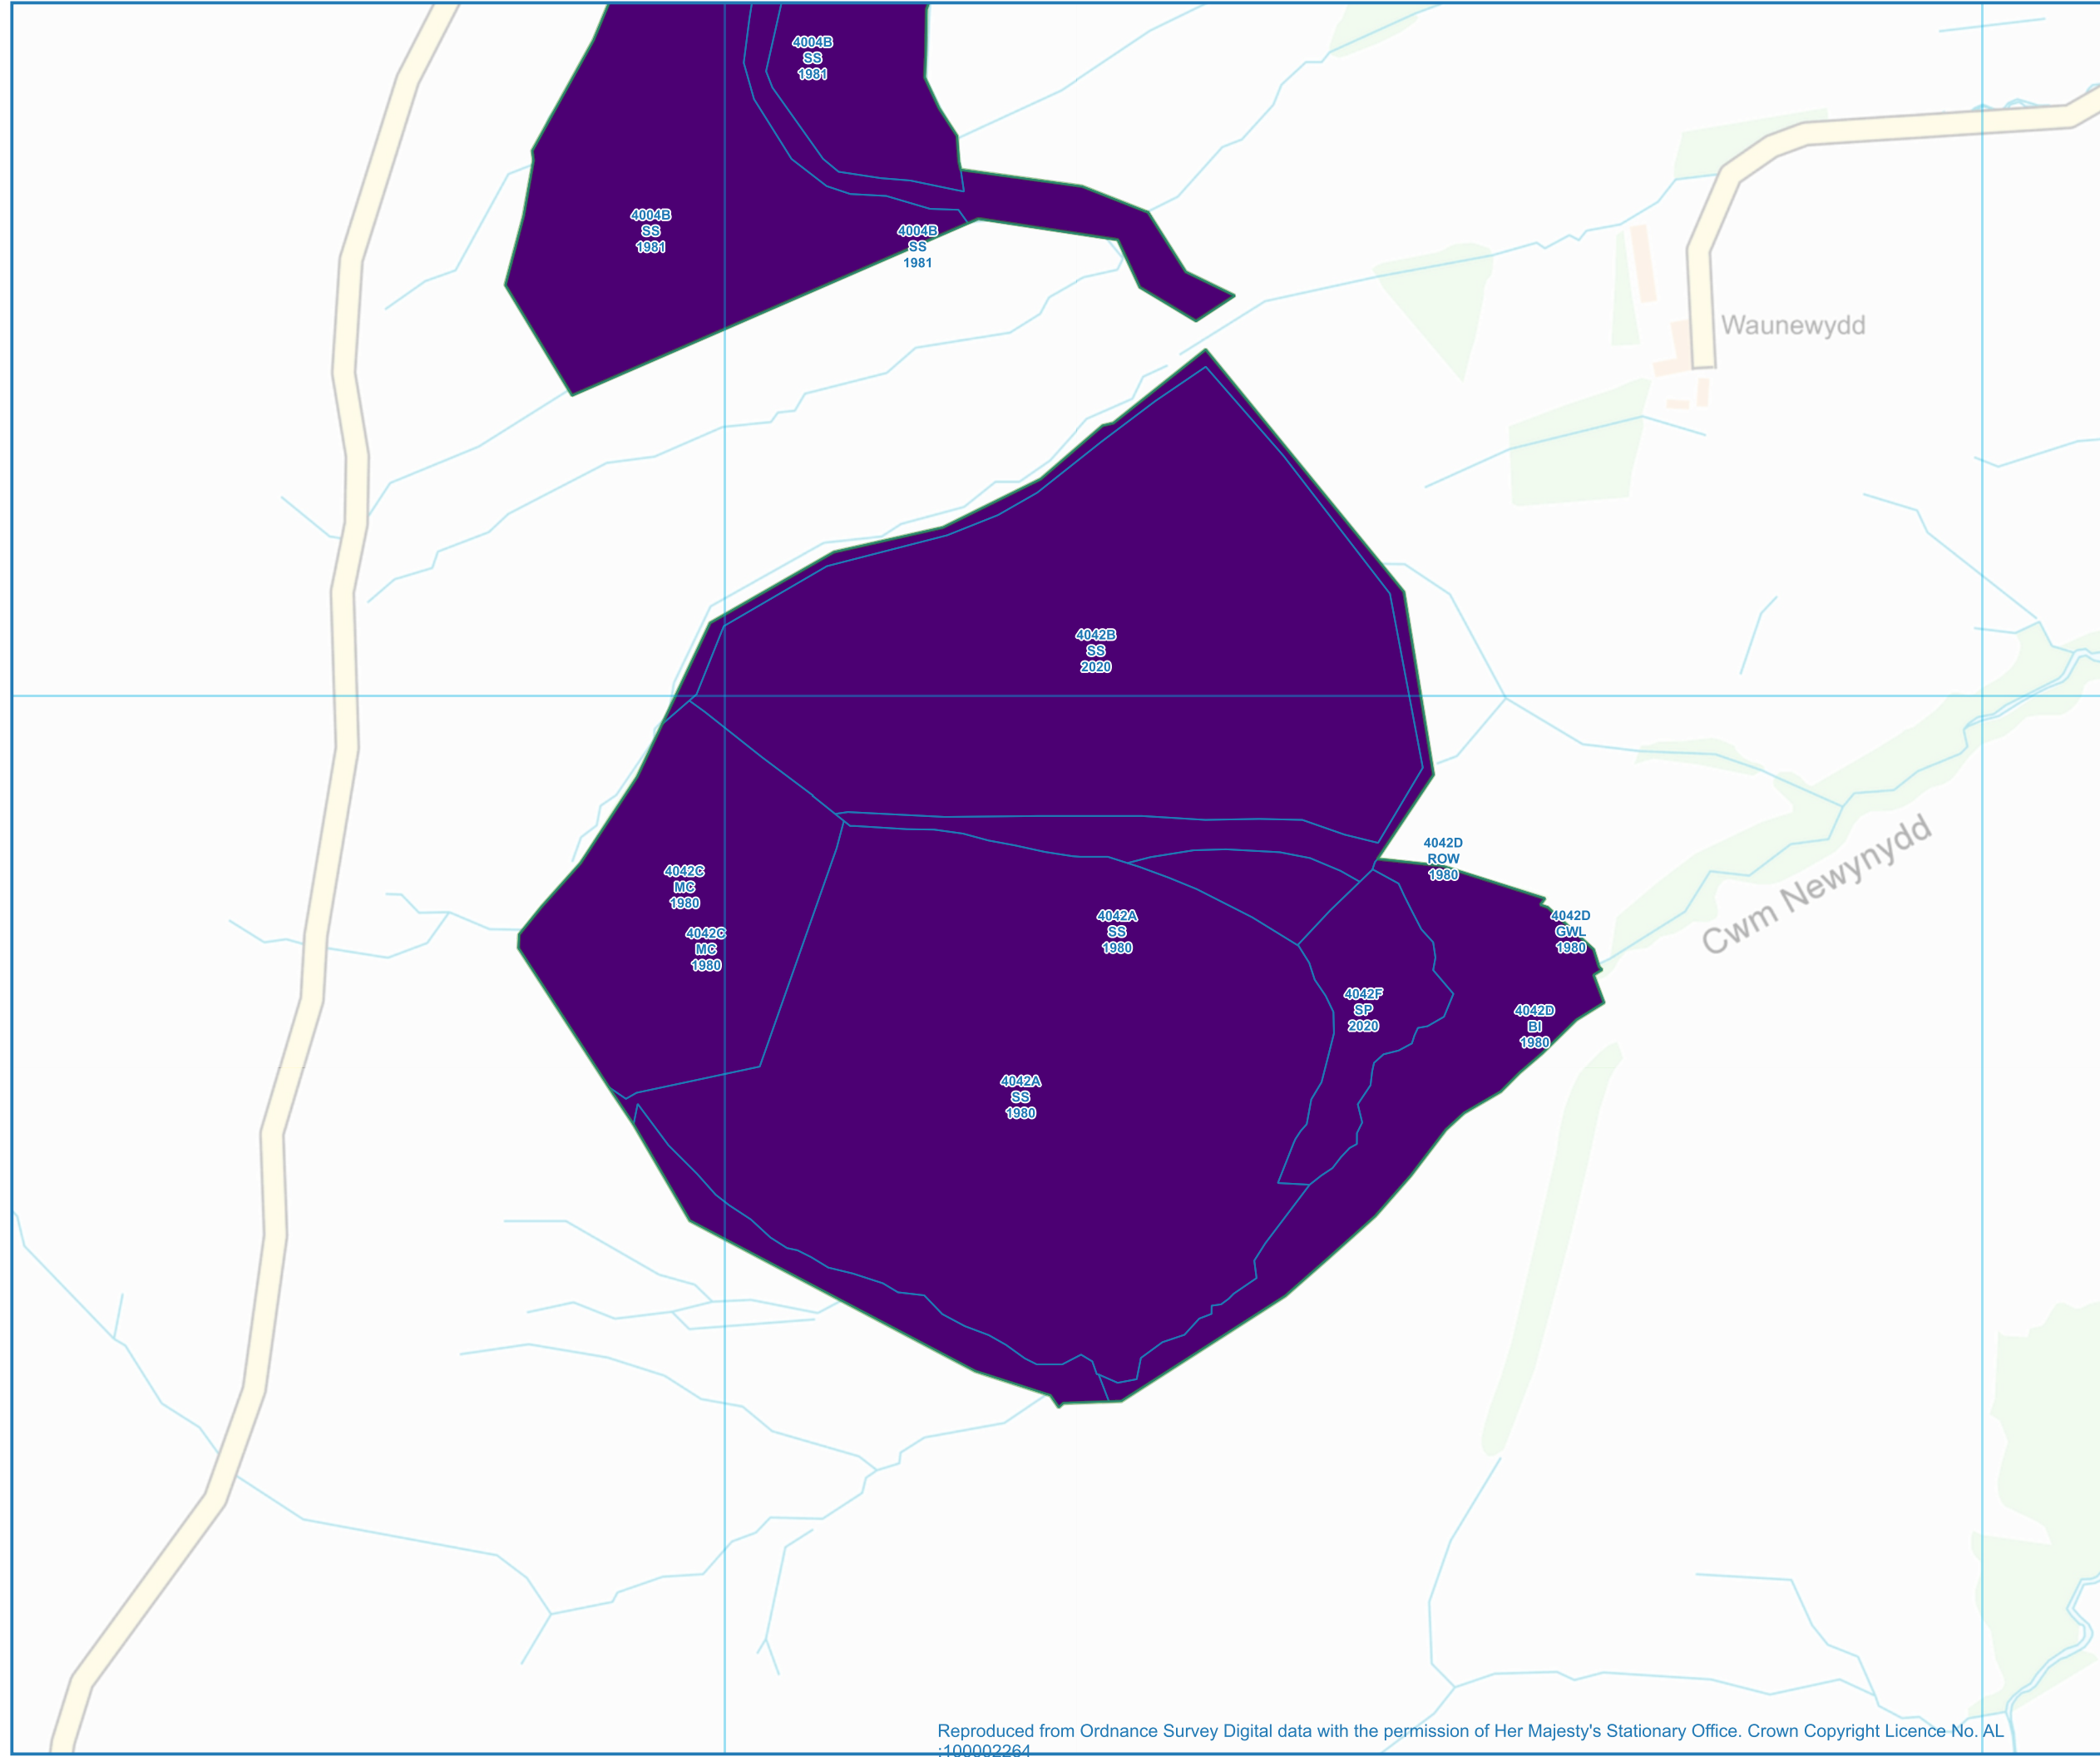 4004B
SS
1981
4004B
SS
1981
4004B
SS
1981
Waunewydd
4042B
SS
2020
4042D
ROW
1980
4042C
MC
1980
4042A
SS
1980
4042D
GWL
1980
4042C
MC
1980
Cwm Newynydd
4042F
SP
2020
4042D
BI
1980
4042A
SS
1980
Reproduced from Ordnance Survey Digital data with the permission of Her Majesty's Stationary Office. Crown Copyright Licence No. AL
:100002264